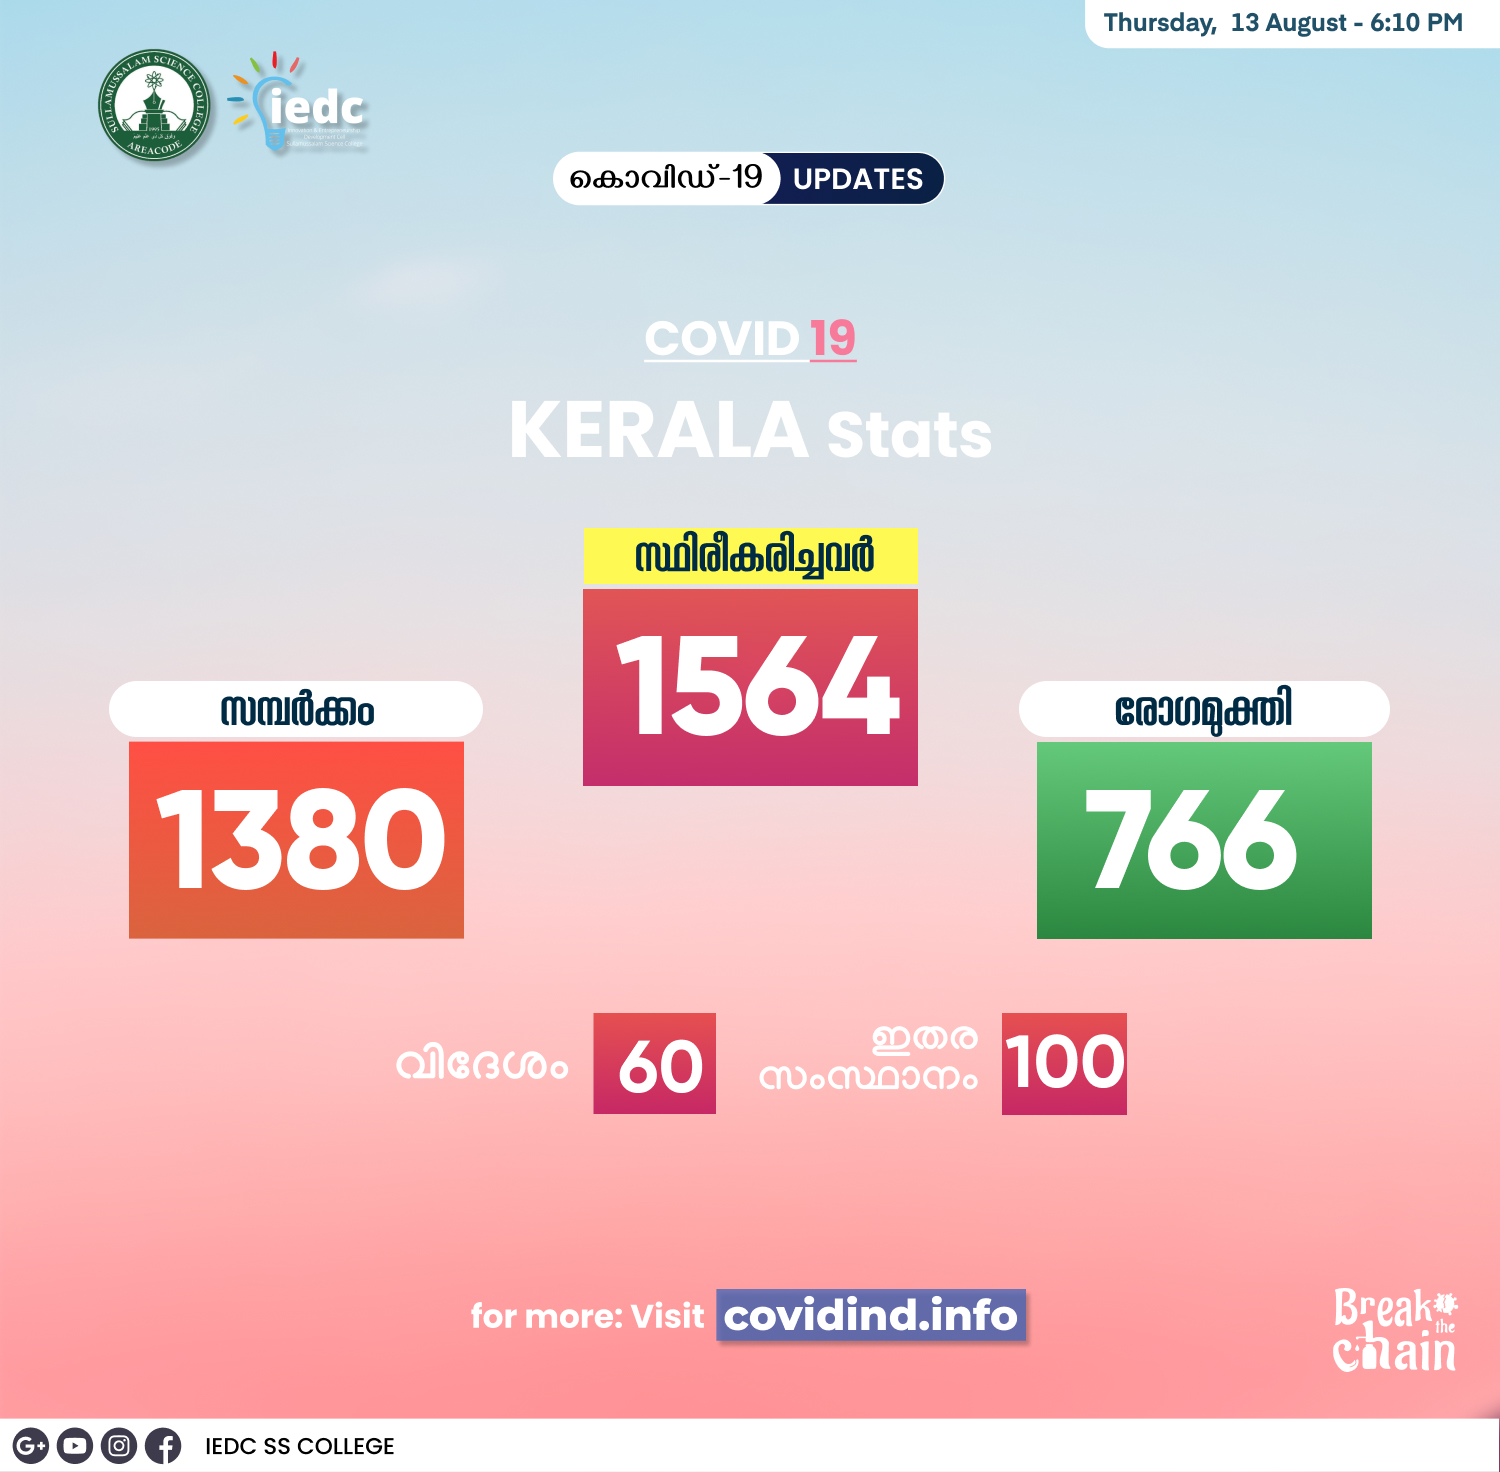 Thursday, 13 August - 6:10 PM
SULLAMUSSALAM SCIENCE COLLEGE
1995
AREACODE
iedc
കൊവിഡ്-19 UPDATES
COVID 19
KERALA Stats
സ്ഥിരീകരിച്ചവർ
1564
സമ്പർക്കം
1380
രോഗമുക്തി
766
വിദേശം
60
ഇതര
സംസ്ഥാനം
100
for more: Visit covidind.info
Break
the
chain
G+
IEDC SS COLLEGE